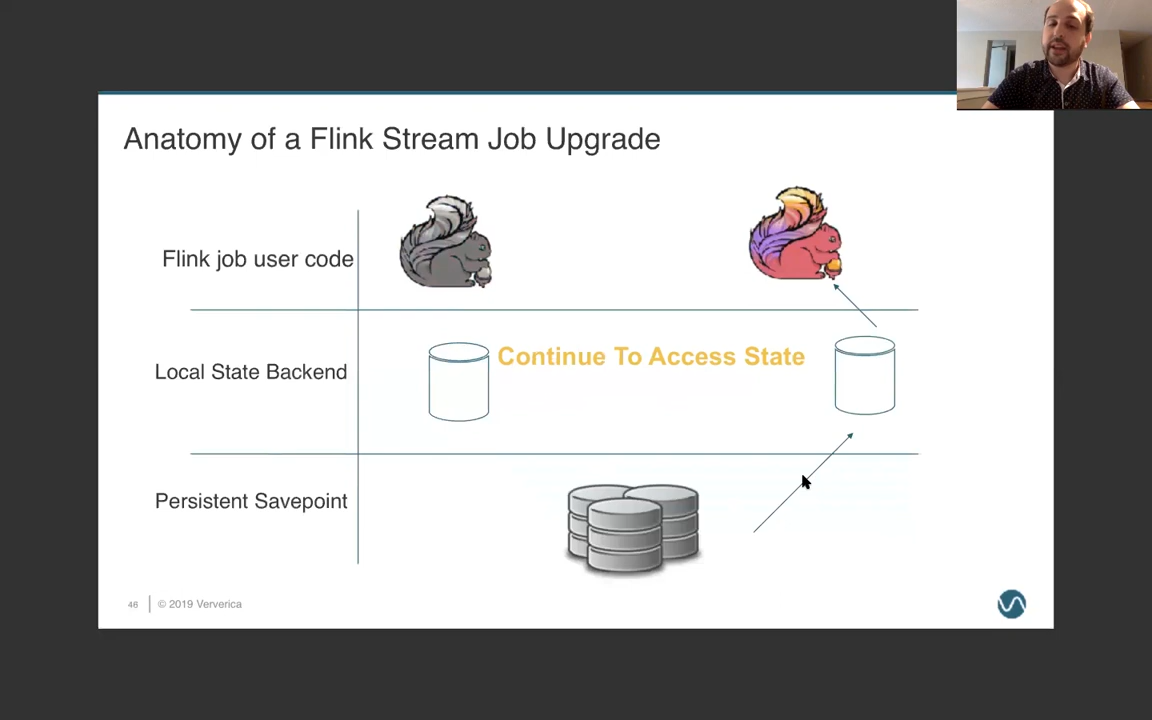 Anatomy of a Flink Stream Job Upgrade
Flink job user code
Local State Backend
Continue To Access State
Persistent Savepoint
46 © 2019 Ververica